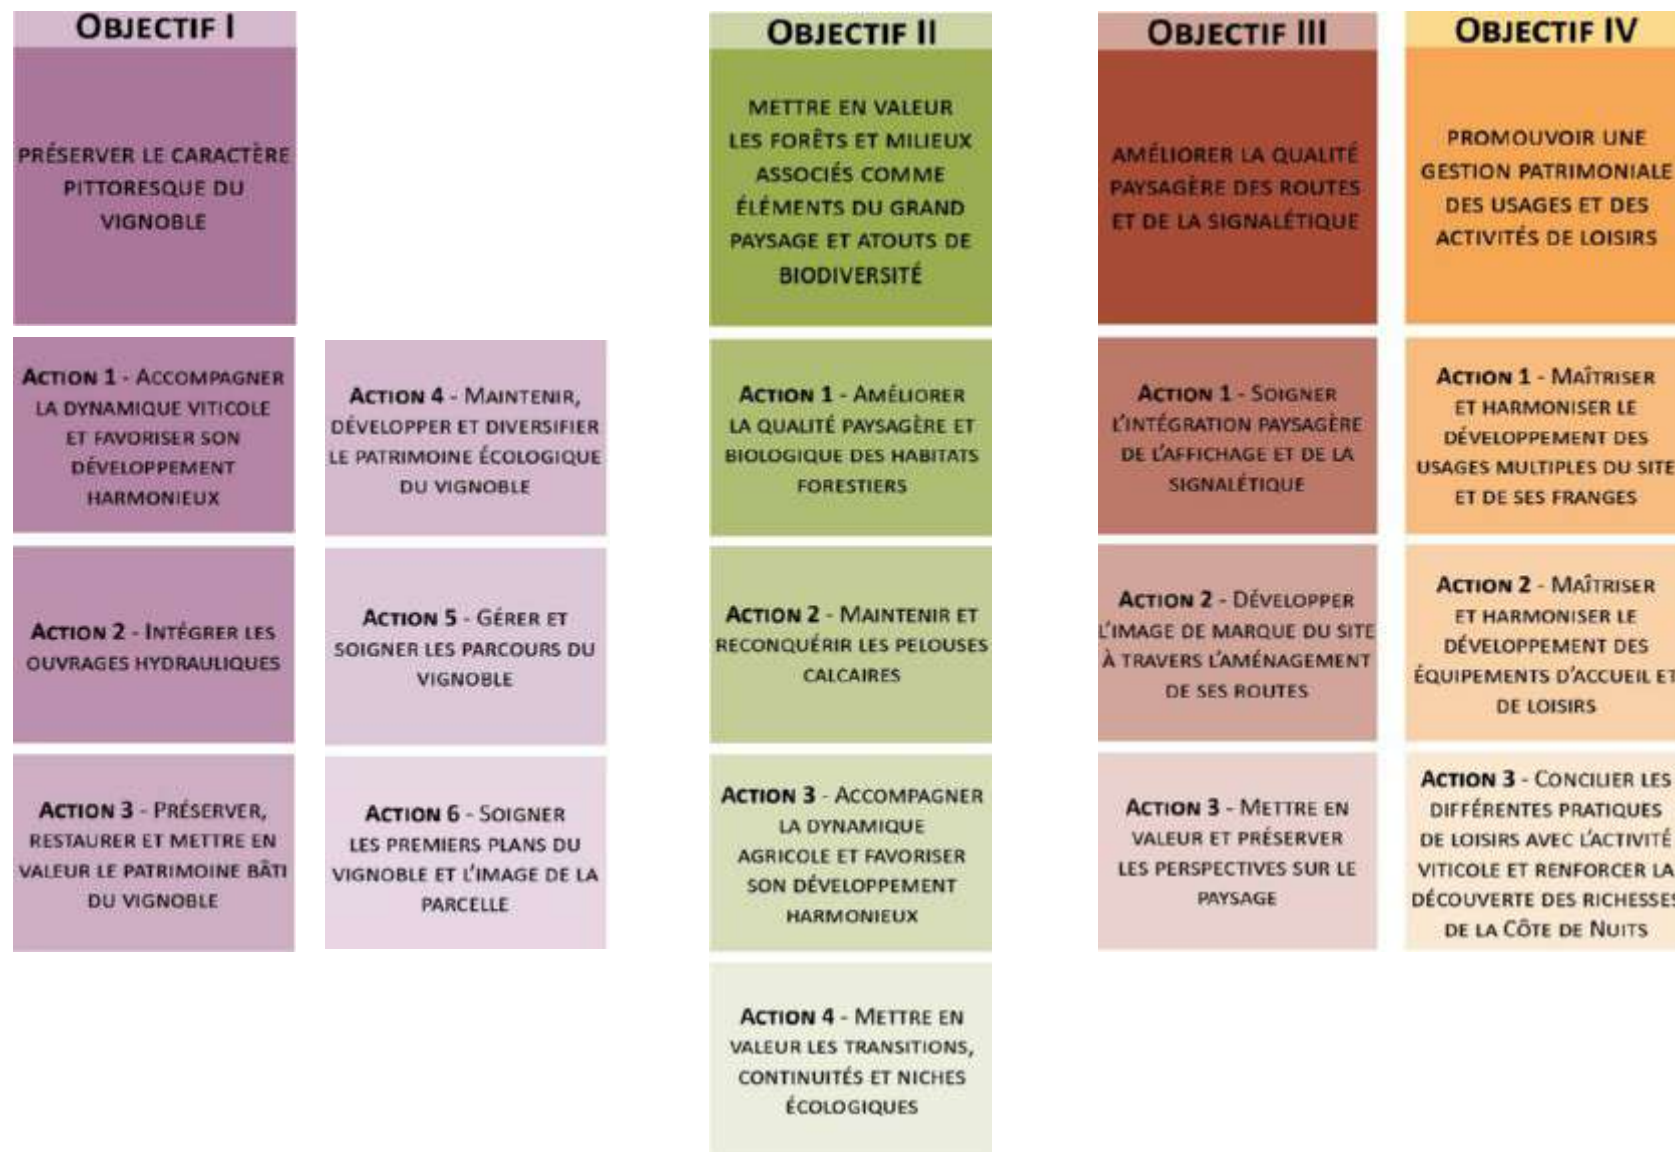 OBJECTIF I
PRÉSERVER LE CARACTÈRE
PITTORESQUE DU
VIGNOBLE
ACTION 1 - ACCOMPAGNER
LA DYNAMIQUE VITICOLE
ET FAVORISER SON
DÉVELOPPEMENT
HARMONIEUX
ACTION 2 - INTÉGRER LES
OUVRAGES HYDRAULIQUES
ACTION 3 - PRÉSERVER,
RESTAURER ET METTRE EN
VALEUR LE PATRIMOINE BÂTI
DU VIGNOBLE
ACTION 4 - MAINTENIR,
DÉVELOPPER ET DIVERSIFIER
LE PATRIMOINE ÉCOLOGIQUE
DU VIGNOBLE
ACTION 5 - GÉRER ET
SOIGNER LES PARCOURS DU
VIGNOBLE
ACTION 6 - SOIGNER
LES PREMIERS PLANS DU
VIGNOBLE ET L'IMAGE DE LA
PARCELLE
OBJECTIF II
METTRE EN VALEUR
LES FORÊTS ET MILIEUX
ASSOCIÉS COMME
ÉLÉMENTS DU GRAND
PAYSAGE ET ATOUTS DE
BIODIVERSITÉ
ACTION 1 - AMÉLIORER
LA QUALITÉ PAYSAGÈRE ET
BIOLOGIQUE DES HABITATS
FORESTIERS
ACTION 2 - MAINTENIR ET
RECONQUÉRIR LES PELOUSES
CALCAIRES
ACTION 3 - ACCOMPAGNER
LA DYNAMIQUE
AGRICOLE ET FAVORISER
SON DÉVELOPPEMENT
HARMONIEUX
ACTION 4 - METTRE EN
VALEUR LES TRANSITIONS,
CONTINUITÉS ET NICHES
ÉCOLOGIQUES
OBJECTIF III
AMÉLIORER LA QUALITÉ
PAYSAGÈRE DES ROUTES
ET DE LA SIGNALÉTIQUE
ACTION 1 - SOIGNER
L'INTÉGRATION PAYSAGÈRE
DE L'AFFICHAGE ET DE LA
SIGNALÉTIQUE
ACTION 2 - DÉVELOPPER
L'IMAGE DE MARQUE DU SITE
À TRAVERS L'AMÉNAGEMENT
DE SES ROUTES
ACTION 3 - METTRE EN
VALEUR ET PRÉSERVER
LES PERSPECTIVES SUR LE
PAYSAGE
OBJECTIF IV
PROMOUVOIR UNE
GESTION PATRIMONIALE
DES USAGES ET DES
ACTIVITÉS DE LOISIRS
ACTION 1 - MAÎTRISER
ET HARMONISER LE
DÉVELOPPEMENT DES
USAGES MULTIPLES DU SITE
ET DE SES FRANGES
ACTION 2 - MAÎTRISER
ET HARMONISER LE
DÉVELOPPEMENT DES
ÉQUIPEMENTS D'ACCUEIL ET
DE LOISIRS
ACTION 3 - CONCILIER LES
DIFFÉRENTES PRATIQUES
DE LOISIRS AVEC L'ACTIVITÉ
VITICOLE ET RENFORCER LA
DÉCOUVERTE DES RICHESSES
DE LA CÔTE DE NUITS